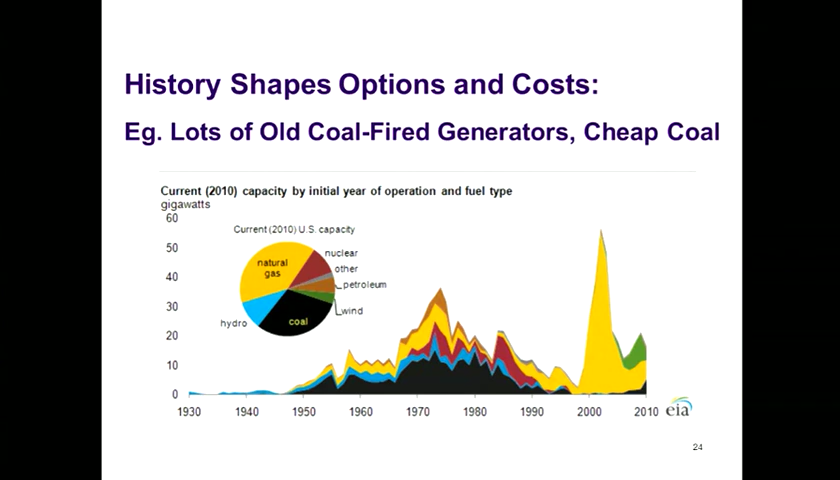 History Shapes Options and Costs:
Eg. Lots of Old Coal-Fired Generators, Cheap Coal
Current (2010) capacity by initial year of operation and fuel type
gigawatts
60
50
40
30
20
10
0
Current (2010) U.S. capacity
natural
gas
nuclear
other
petroleum
wind
coal
hydro
1930 1940 1950 1960 1970 1980 1990 2000 2010
eia
24